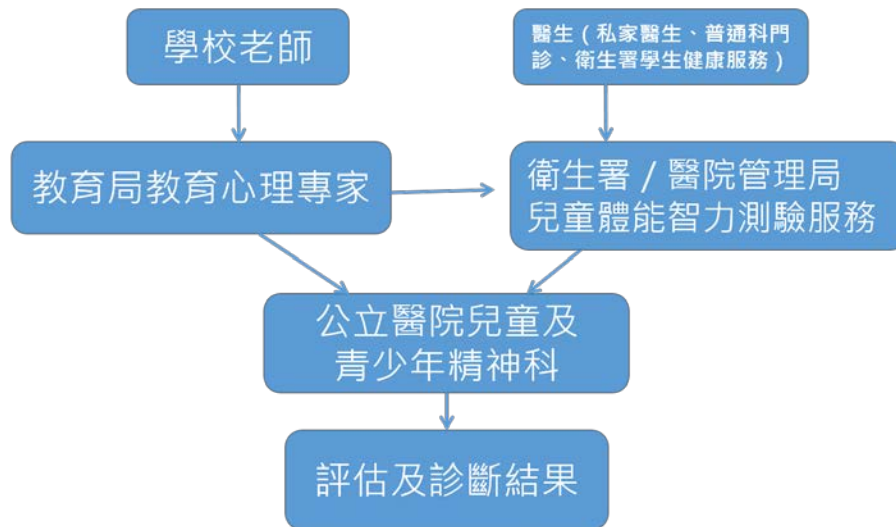 學校老師
醫生（私家醫生、普通科門
診、衛生署學生健康服務）
教育局教育心理專家
衛生署 / 醫院管理局
兒童體能智力測驗服務
公立醫院兒童及
青少年精神科
評估及診斷結果